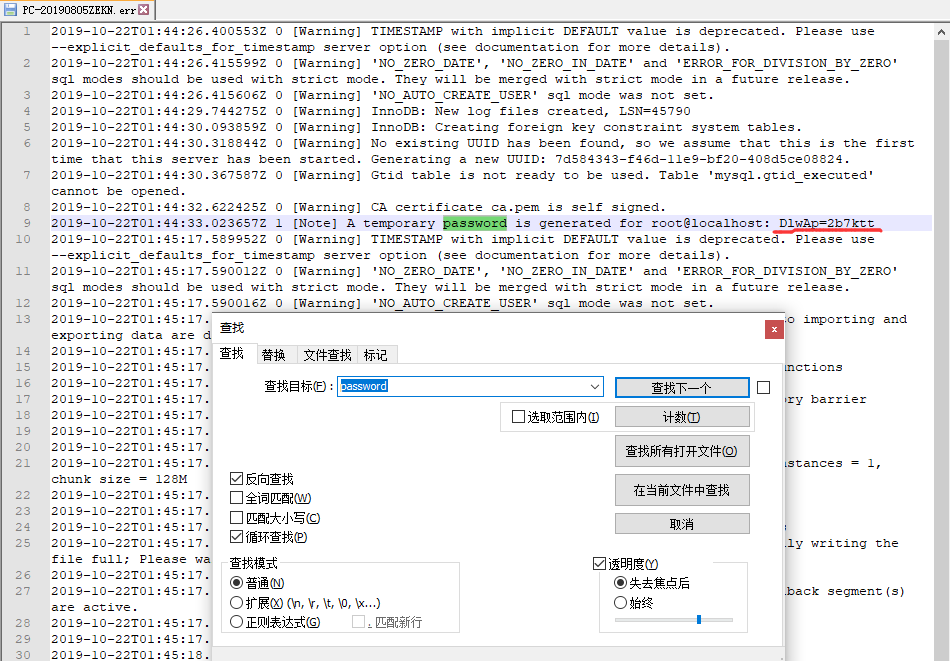 PC-20190805ZEKN.err
1 2019-10-22T01:44:26.400553Z 0 [Warning] TIMESTAMP with implicit DEFAULT value is deprecated. Please use
--explicit_defaults_for_timestamp server option (see documentation for more details).
2 2019-10-22T01:44:26.415599Z 0 [Warning] 'NO_ZERO_DATE', 'NO_ZERO_IN_DATE' and 'ERROR_FOR_DIVISION_BY_ZERO'
sql modes should be used with strict mode. They will be merged with strict mode in a future release.
3 2019-10-22T01:44:26.415606Z 0 [Warning] 'NO_AUTO_CREATE_USER' sql mode was not set.
4 2019-10-22T01:44:29.744275Z 0 [Warning] InnoDB: New log files created, LSN=45790
5 2019-10-22T01:44:30.093859Z 0 [Warning] InnoDB: Creating foreign key constraint system tables.
6 2019-10-22T01:44:30.318844Z 0 [Warning] No existing UUID has been found, so we assume that this is the first
time that this server has been started. Generating a new UUID: 7d584343-f46d-11e9-bf20-408d5ce08824.
7 2019-10-22T01:44:30.367587Z 0 [Warning] Gtid table is not ready to be used. Table 'mysql.gtid_executed'
cannot be opened.
8 2019-10-22T01:44:32.622425Z 0 [Warning] CA certificate ca.pem is self signed.
9 2019-10-22T01:44:33.023657Z 1 [Note] A temporary password is generated for root@localhost: DlwAp=2b7ktt
10 2019-10-22T01:45:17.589952Z 0 [Warning] TIMESTAMP with implicit DEFAULT value is deprecated. Please use
--explicit_defaults_for_timestamp server option (see documentation for more details).
11 2019-10-22T01:45:17.590012Z 0 [Warning] 'NO_ZERO_DATE', 'NO_ZERO_IN_DATE' and 'ERROR_FOR_DIVISION_BY_ZERO'
sql modes should be used with strict mode. They will be merged with strict mode in a future release.
12 2019-10-22T01:45:17.590016Z 0 [Warning] 'NO_AUTO_CREATE_USER' sql mode was not set.
13 2019-10-22T01:45:17. o importing and
exporting data are d
14 2019-10-22T01:45:17.
15 2019-10-22T01:45:17. nctions
16 2019-10-22T01:45:17.
17 2019-10-22T01:45:17. ry barrier
18 2019-10-22T01:45:17.
19 2019-10-22T01:45:17.
20 2019-10-22T01:45:17.
21 2019-10-22T01:45:17. stances = 1,
chunk size = 128M
22 2019-10-22T01:45:17.
23 2019-10-22T01:45:17.
24 2019-10-22T01:45:17. s
25 2019-10-22T01:45:17. ly writing the
file full; Please wa
26 2019-10-22T01:45:17.
27 2019-10-22T01:45:17. back segment(s)
are active.
28 2019-10-22T01:45:17.
29 2019-10-22T01:45:17.
30 2019-10-22T01:45:18.
查找
x
查找 替换 文件查找 标记
查找目标(F) : password
查找下一个
选取范围内(I)
计数(T)
查找所有打开文件(O)
在当前文件中查找
取消
反向查找
全词匹配(W)
匹配大小写(C)
循环查找(P)
查找模式
普通(N)
扩展(X) (\n, \r, \t, \0, \x...)
正则表达式(G)
. 匹配新行
透明度(Y)
失去焦点后
始终